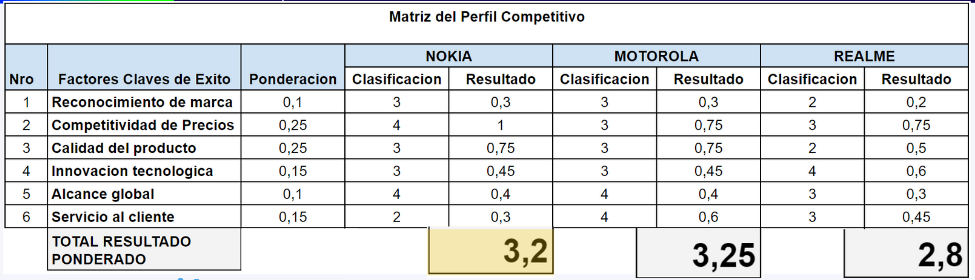 Matriz del Perfil Competitivo
NOKIA MOTOROLA REALME
Nro Factores Claves de Exito Ponderacion Clasificacion Resultado Clasificacion Resultado Clasificacion Resultado
1 Reconocimiento de marca 0,1 3 0,3 3 0,3 2 0,2
2 Competitividad de Precios 0,25 4 1 3 0,75 3 0,75
3 Calidad del producto 0,25 3 0,75 3 0,75 2 0,5
4 Innovacion tecnologica 0,15 3 0,45 3 0,45 4 0,6
5 Alcance global 0,1 4 0,4 4 0,4 3 0,3
6 Servicio al cliente 0,15 2 0,3 4 0,6 3 0,45
TOTAL RESULTADO
PONDERADO 3,2 3,25 2,8